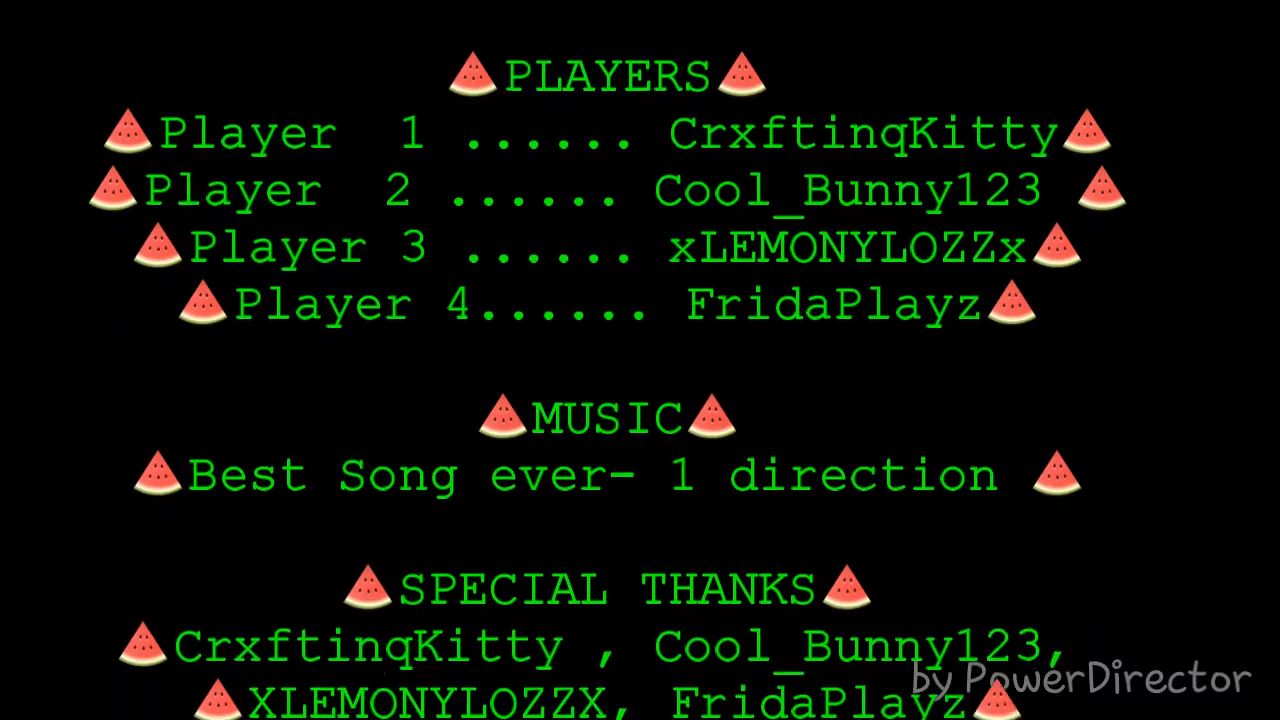 🍉PLAYERS🍉
🍉Player 1 ...... CrxftinqKitty🍉
🍉Player 2 ...... Cool_Bunny123 🍉
🍉Player 3 ...... xLEMONYLOZZx🍉
🍉Player 4...... FridaPlayz🍉
🍉MUSIC🍉
🍉Best Song ever- 1 direction 🍉
🍉SPECIAL THANKS🍉
🍉CrxftinqKitty , Cool_Bunny123,
🍉XLEMONYLOZZX, FridaPlayz🍉
by PowerDirector